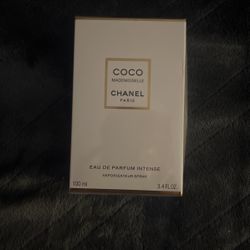 COCO
MADEMOISELLE
CHANEL
PARIS
EAU DE PARFUM INTENSE
VAPORISATEUR SPRAY
100 ml 3.4 FL. OZ.